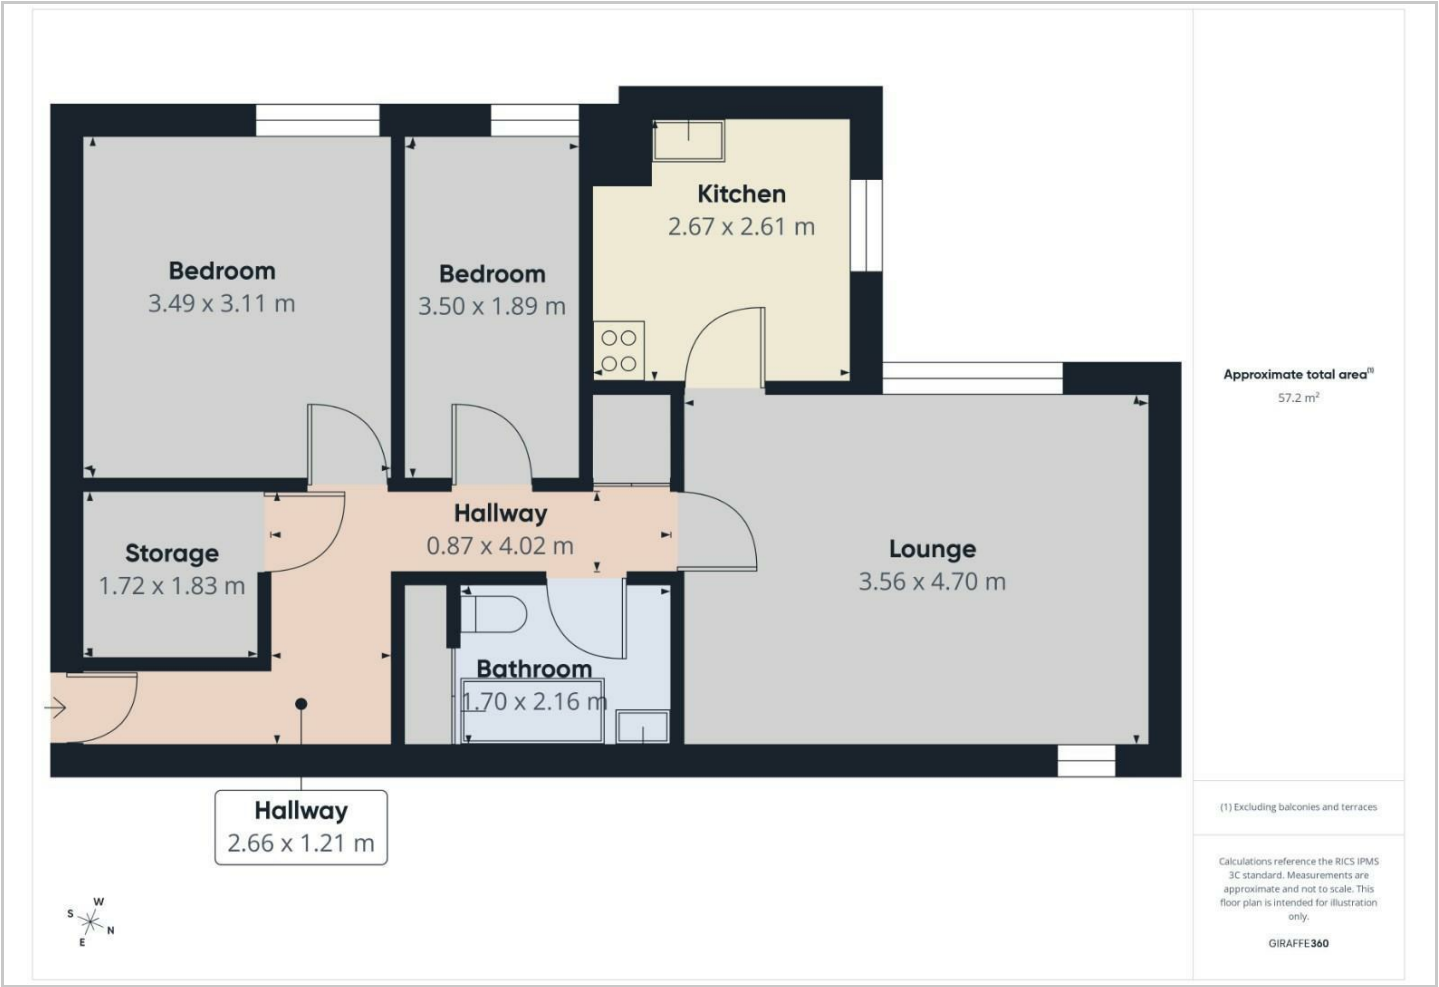 Kitchen
2.67 x 2.61 m
Bedroom
3.49 x 3.11 m
Bedroom
3.50 x 1.89 m
Hallway
0.87 x 4.02 m
Storage
1.72 x 1.83 m
Lounge
3.56 x 4.70 m
Bathroom
1.70 x 2.16 m
Hallway
2.66 x 1.21 m
W
S
N
E
Approximate total area(1)
57.2 m²
(1) Excluding balconies and terraces
Calculations reference the RICS IPMS
3C standard. Measurements are
approximate and not to scale. This
floor plan is intended for illustration
only.
GIRAFFE360